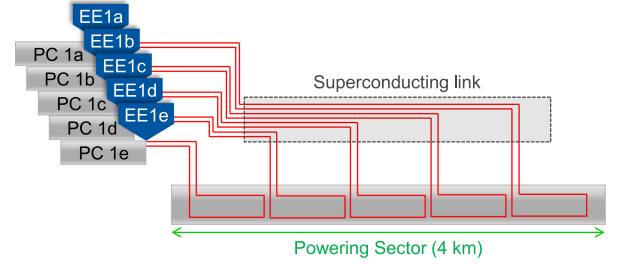 EE1a
EE1b
PC 1a
EE1c
PC 1b
EE1d
PC 1c
EE1e
PC 1d
PC 1e
Superconducting link
Powering Sector (4 km)